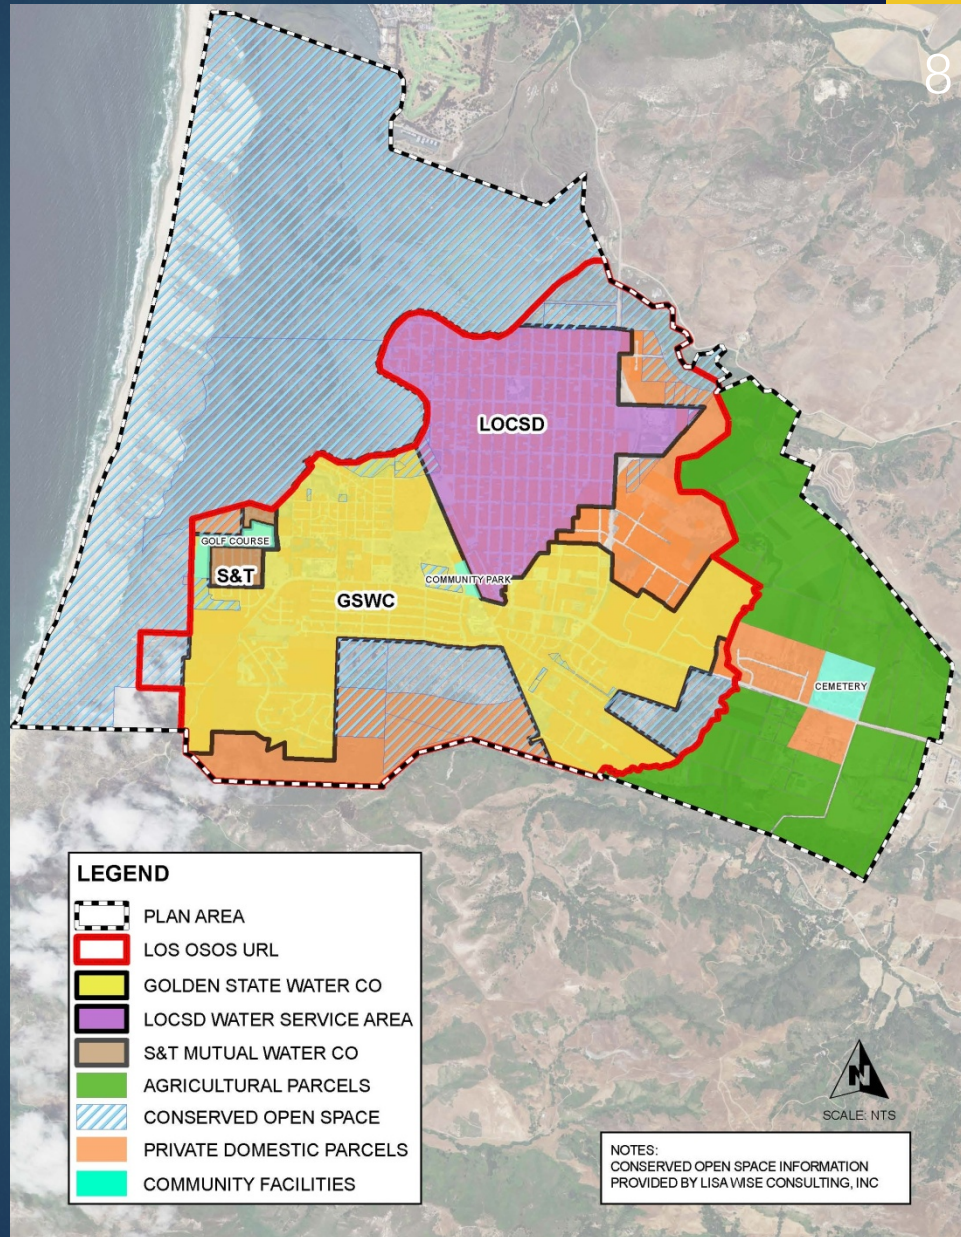 8
LOCSD
GOLF COURSE
S&T
COMMUNITY PARK
GSWC
CEMETERY
LEGEND
PLAN AREA
LOS OSOS URL
GOLDEN STATE WATER CO
LOCSD WATER SERVICE AREA
S&T MUTUAL WATER CO
AGRICULTURAL PARCELS
CONSERVED OPEN SPACE
PRIVATE DOMESTIC PARCELS
COMMUNITY FACILITIES
N
SCALE: NTS
NOTES:
CONSERVED OPEN SPACE INFORMATION
PROVIDED BY LISA WISE CONSULTING, INC